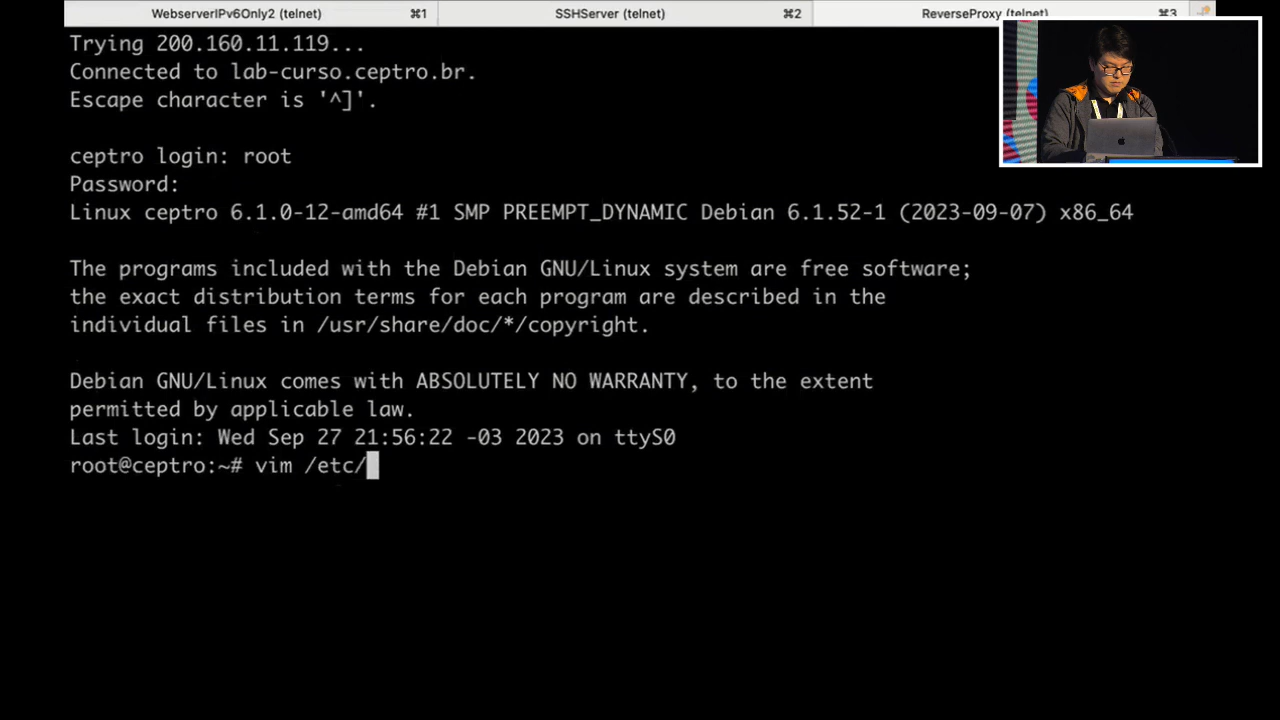 WebserverIPv6Only2 (telnet) ⌘1 SSHServer (telnet) ⌘2 ReverseProxy (telnet) ⌘3
Trying 200.160.11.119...
Connected to lab-curso.ceptro.br.
Escape character is '^]'.
ceptro login: root
Password:
Linux ceptro 6.1.0-12-amd64 #1 SMP PREEMPT_DYNAMIC Debian 6.1.52-1 (2023-09-07) x86_64
The programs included with the Debian GNU/Linux system are free software;
the exact distribution terms for each program are described in the
individual files in /usr/share/doc/*/copyright.
Debian GNU/Linux comes with ABSOLUTELY NO WARRANTY, to the extent
permitted by applicable law.
Last login: Wed Sep 27 21:56:22 -03 2023 on ttyS0
root@ceptro:~# vim /etc/